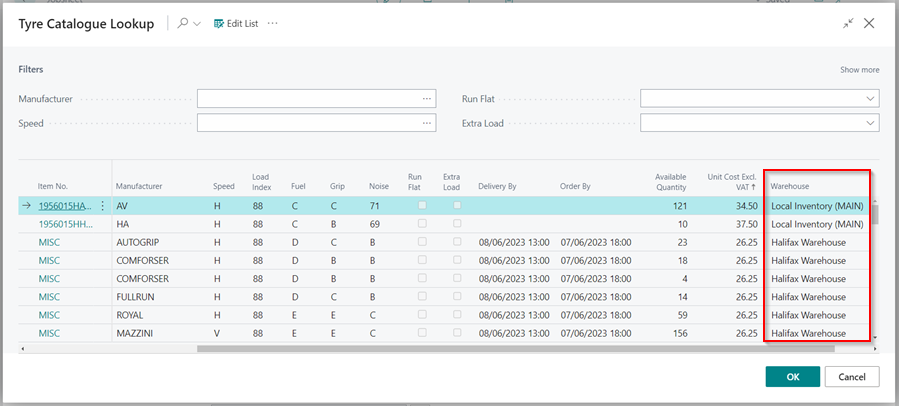 Tyre Catalogue Lookup Edit List ...
Filters Show more
Manufacturer Run Flat
Speed Extra Load
Item No. Manufacturer Speed Load Index Fuel Grip Noise Run Flat Extra Load Delivery By Order By Available Quantity Unit Cost Excl. VAT ↑ Warehouse
1956015HA... AV H 88 C C 71 121 34.50 Local Inventory (MAIN)
1956015HH... HA H 88 C B 69 10 37.50 Local Inventory (MAIN)
MISC AUTOGRIP H 88 D C B 08/06/2023 13:00 07/06/2023 18:00 23 26.25 Halifax Warehouse
MISC COMFORSER H 88 D B B 08/06/2023 13:00 07/06/2023 18:00 18 26.25 Halifax Warehouse
MISC COMFORSER H 88 D B B 08/06/2023 13:00 07/06/2023 18:00 4 26.25 Halifax Warehouse
MISC FULLRUN H 88 D C B 08/06/2023 13:00 07/06/2023 18:00 14 26.25 Halifax Warehouse
MISC ROYAL H 88 E E C 08/06/2023 13:00 07/06/2023 18:00 59 26.25 Halifax Warehouse
MISC MAZZINI V 88 E E C 08/06/2023 13:00 07/06/2023 18:00 156 26.25 Halifax Warehouse
OK Cancel